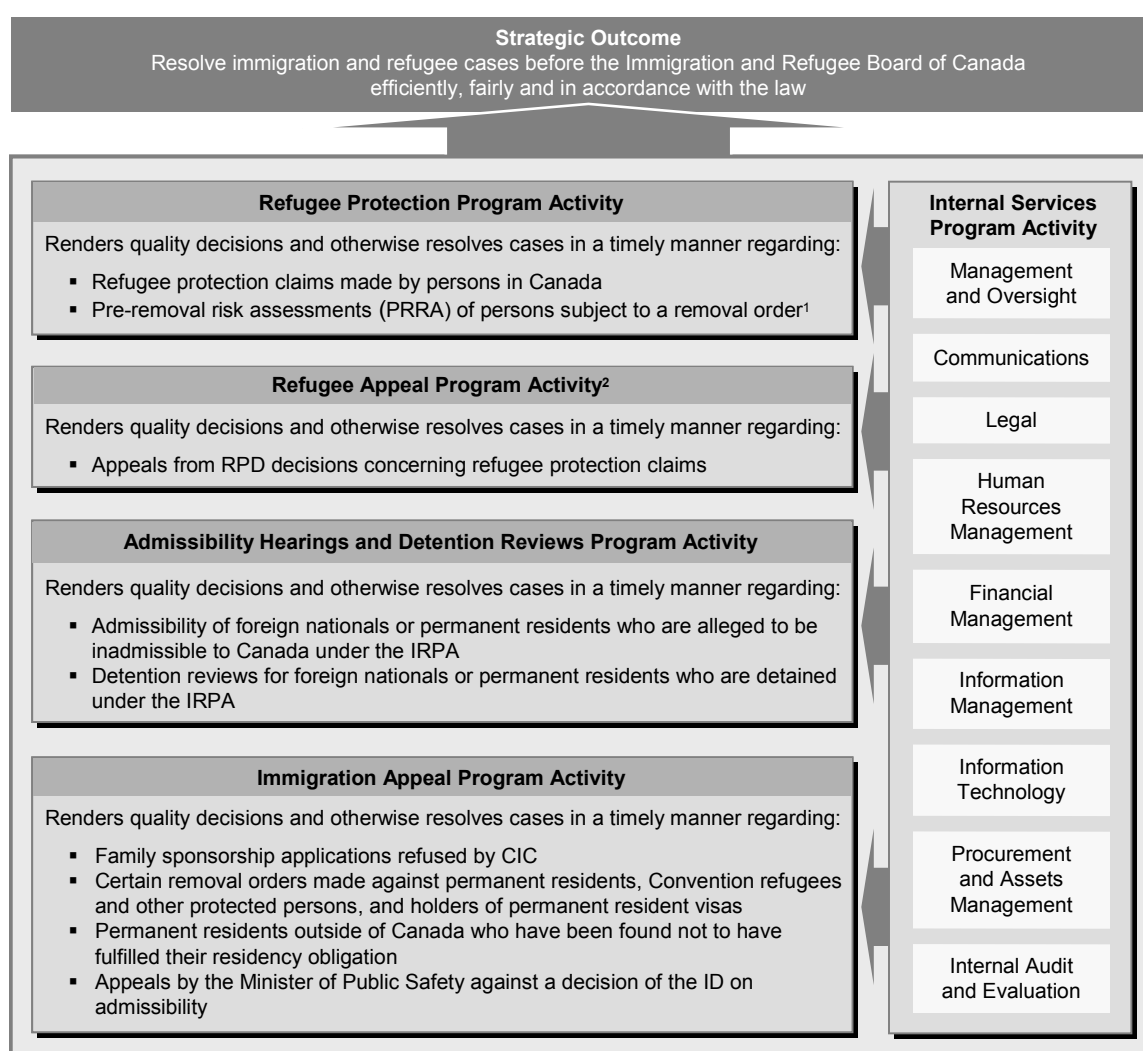 Strategic Outcome
Resolve immigration and refugee cases before the Immigration and Refugee Board of Canada
efficiently, fairly and in accordance with the law
Refugee Protection Program Activity
Renders quality decisions and otherwise resolves cases in a timely manner regarding:
▪ Refugee protection claims made by persons in Canada
▪ Pre-removal risk assessments (PRRA) of persons subject to a removal order¹
Refugee Appeal Program Activity²
Renders quality decisions and otherwise resolves cases in a timely manner regarding:
▪ Appeals from RPD decisions concerning refugee protection claims
Admissibility Hearings and Detention Reviews Program Activity
Renders quality decisions and otherwise resolves cases in a timely manner regarding:
▪ Admissibility of foreign nationals or permanent residents who are alleged to be
inadmissible to Canada under the IRPA
▪ Detention reviews for foreign nationals or permanent residents who are detained
under the IRPA
Immigration Appeal Program Activity
Renders quality decisions and otherwise resolves cases in a timely manner regarding:
▪ Family sponsorship applications refused by CIC
▪ Certain removal orders made against permanent residents, Convention refugees
and other protected persons, and holders of permanent resident visas
▪ Permanent residents outside of Canada who have been found not to have
fulfilled their residency obligation
▪ Appeals by the Minister of Public Safety against a decision of the ID on
admissibility
Internal Services
Program Activity
Management
and Oversight
Communications
Legal
Human
Resources
Management
Financial
Management
Information
Management
Information
Technology
Procurement
and Assets
Management
Internal Audit
and Evaluation